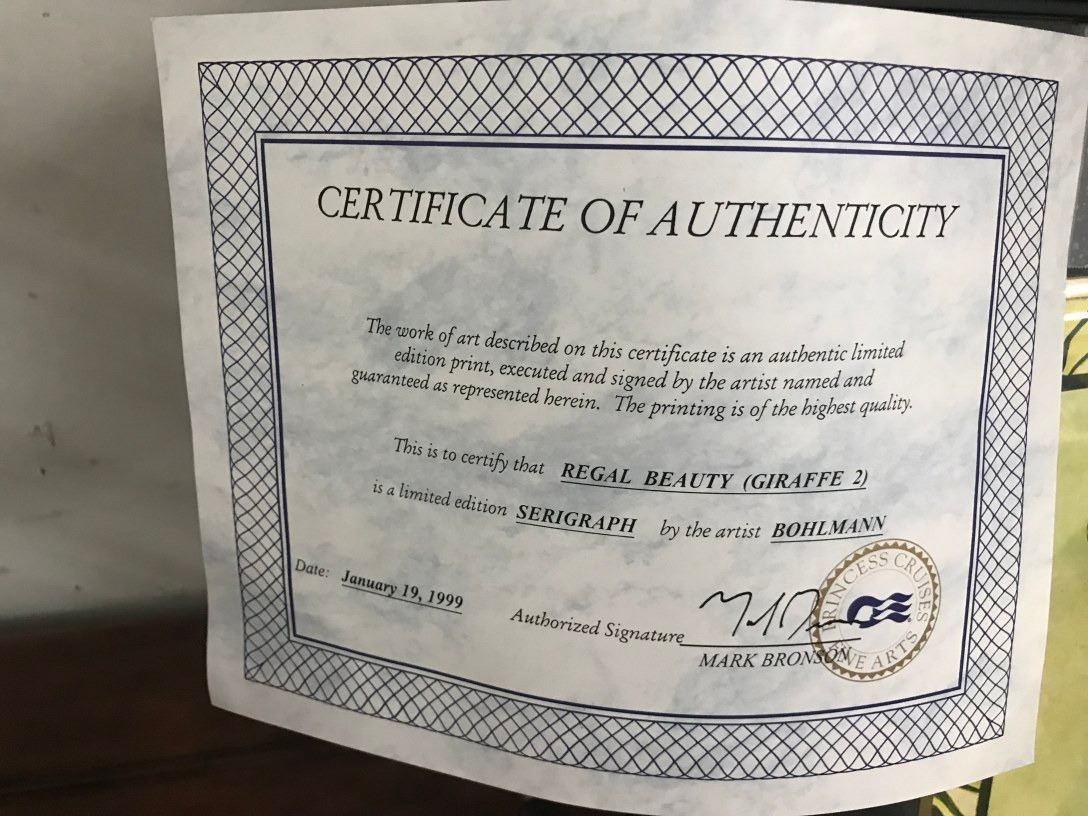 CERTIFICATE OF AUTHENTICITY
The work of art described on this certificate is an authentic limited
edition print, executed and signed by the artist named and
guaranteed as represented herein. The printing is of the highest quality.
This is to certify that REGAL BEAUTY (GIRAFFE 2)
is a limited edition SERIGRAPH by the artist BOHLMANN
Date: January 19, 1999
Authorized Signature
MARK BRONSON
PRINCESS CRUISES
FINE ARTS